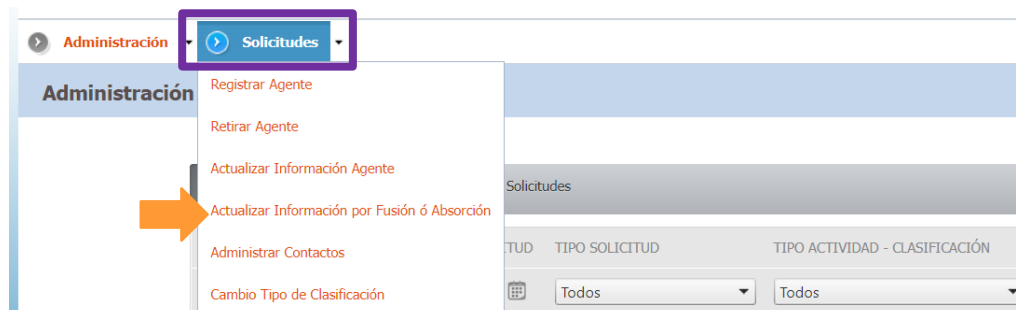 Administración Solicitudes
Administración
Registrar Agente
Retirar Agente
Actualizar Información Agente
Solicitudes
Actualizar Información por Fusión ó Absorción
Administrar Contactos
TUD TIPO SOLICITUD TIPO ACTIVIDAD - CLASIFICACIÓN
Cambio Tipo de Clasificación
Todos Todos